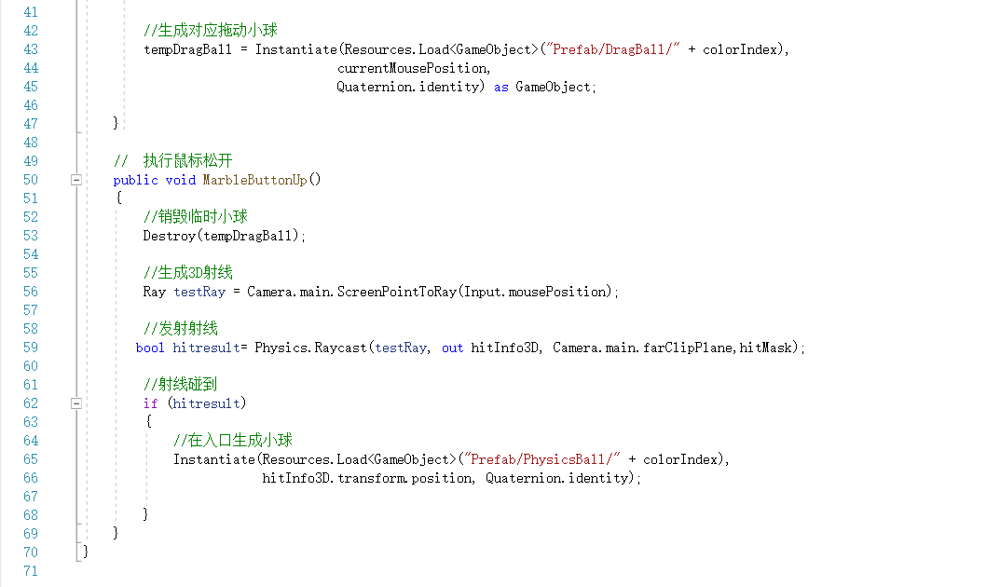 41
42 //生成对应拖动小球
43 tempDragBall = Instantiate(Resources.Load<GameObject>("Prefab/DragBall/" + colorIndex),
44 currentMousePosition,
45 Quaternion.identity) as GameObject;
46
47 }
48
49 // 执行鼠标松开
50 public void MarbleButtonUp()
51 {
52 //销毁临时小球
53 Destroy(tempDragBall);
54
55 //生成3D射线
56 Ray testRay = Camera.main.ScreenPointToRay(Input.mousePosition);
57
58 //发射射线
59 bool hitresult= Physics.Raycast(testRay, out hitInfo3D, Camera.main.farClipPlane,hitMask);
60
61 //射线碰到
62 if (hitresult)
63 {
64 //在入口生成小球
65 Instantiate(Resources.Load<GameObject>("Prefab/PhysicsBall/" + colorIndex),
66 hitInfo3D.transform.position, Quaternion.identity);
67
68 }
69 }
70 }
71